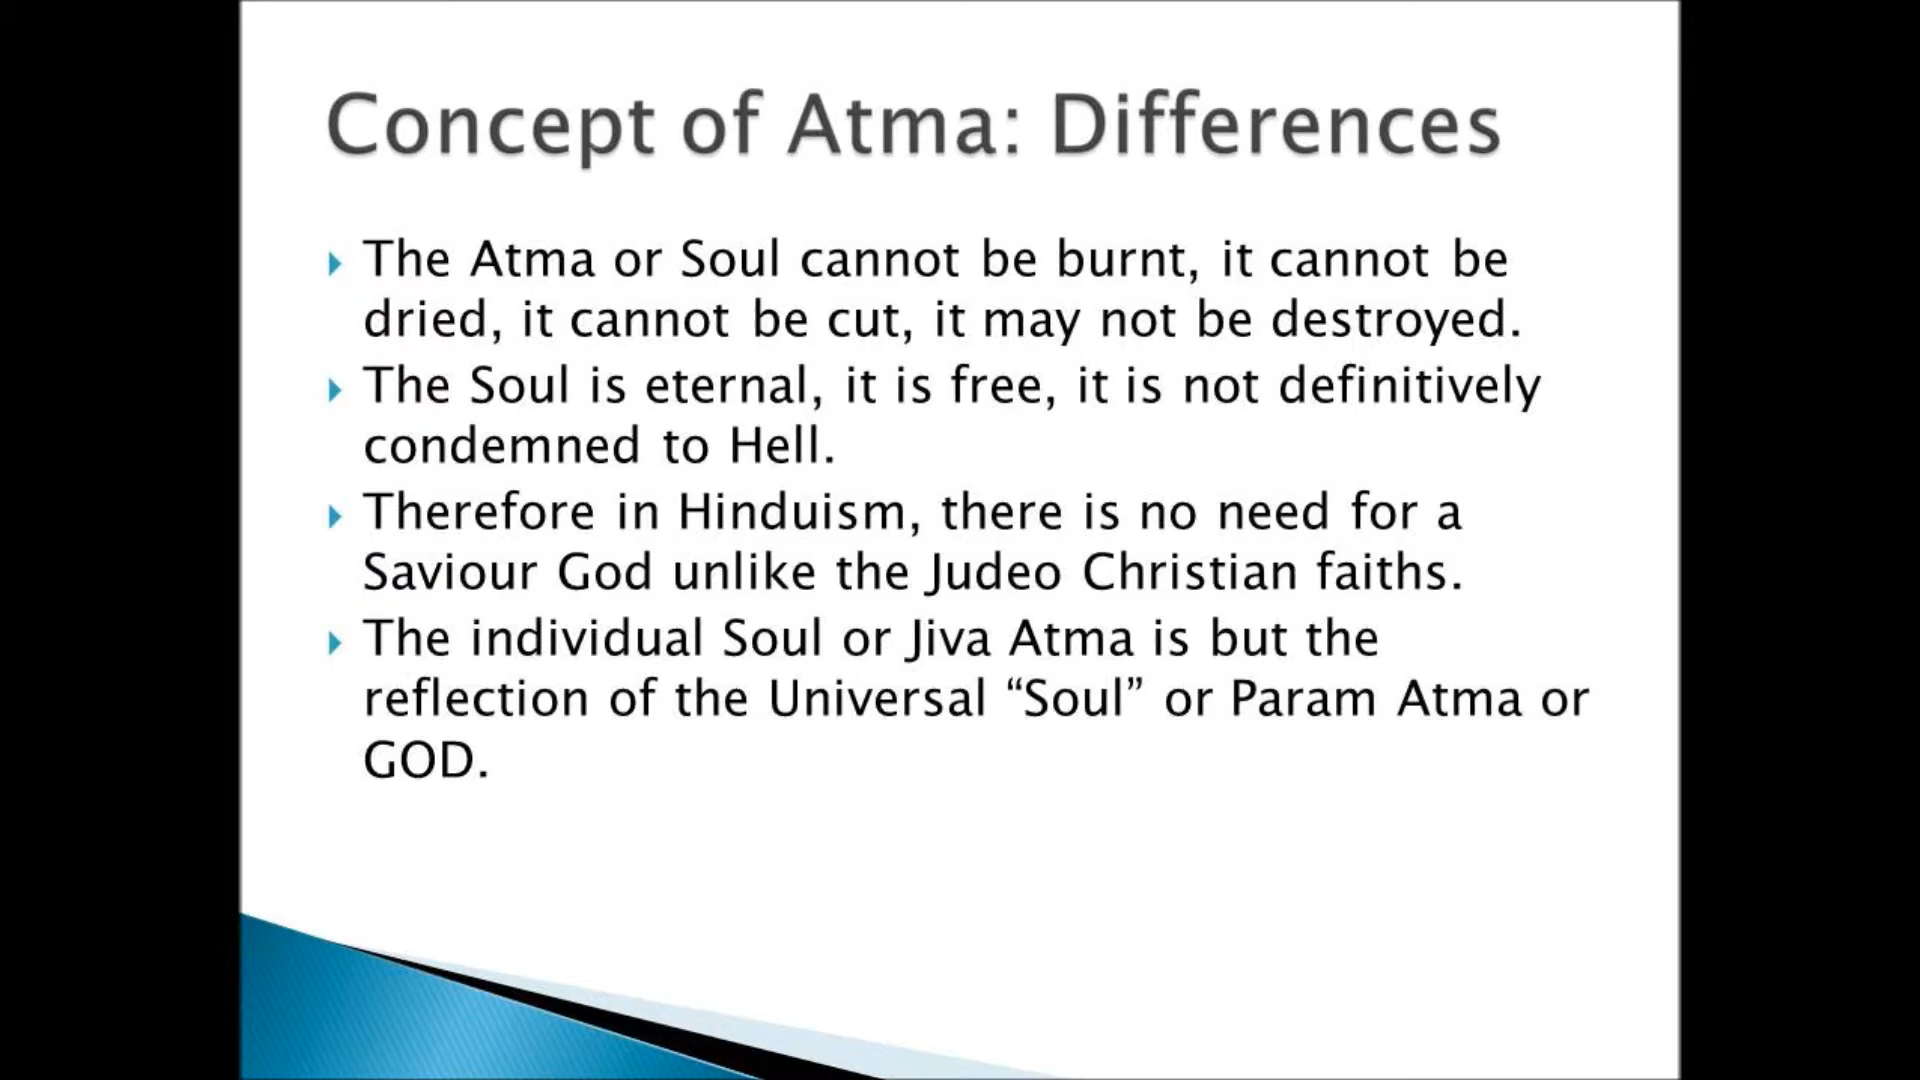 Concept of Atma: Differences
The Atma or Soul cannot be burnt, it cannot be
dried, it cannot be cut, it may not be destroyed.
The Soul is eternal, it is free, it is not definitively
condemned to Hell.
Therefore in Hinduism, there is no need for a
Saviour God unlike the Judeo Christian faiths.
The individual Soul or Jiva Atma is but the
reflection of the Universal “Soul” or Param Atma or
GOD.